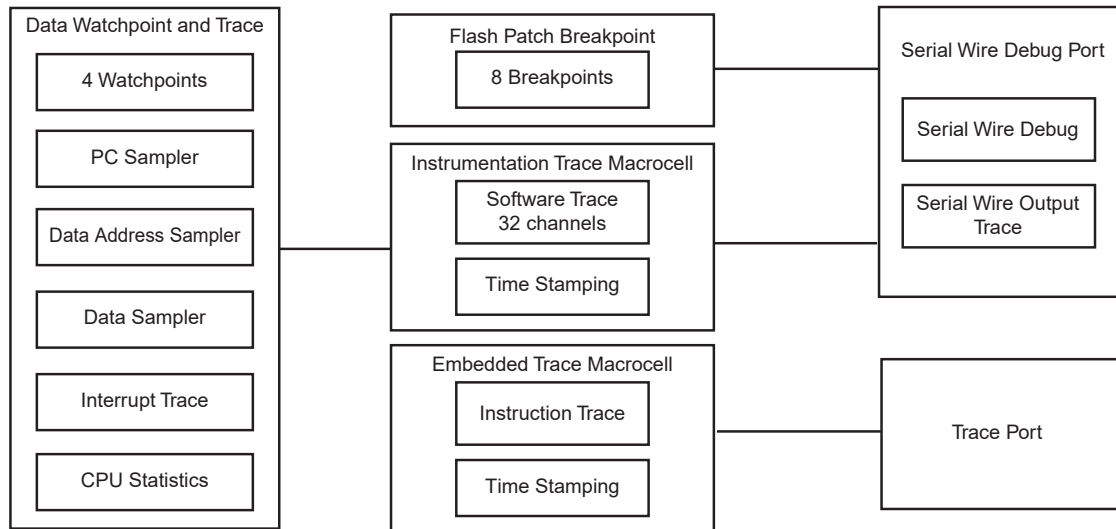 Data Watchpoint and Trace
4 Watchpoints
PC Sampler
Data Address Sampler
Data Sampler
Interrupt Trace
CPU Statistics
Flash Patch Breakpoint
8 Breakpoints
Instrumentation Trace Macrocell
Software Trace
32 channels
Time Stamping
Embedded Trace Macrocell
Instruction Trace
Time Stamping
Serial Wire Debug Port
Serial Wire Debug
Serial Wire Output
Trace
Trace Port